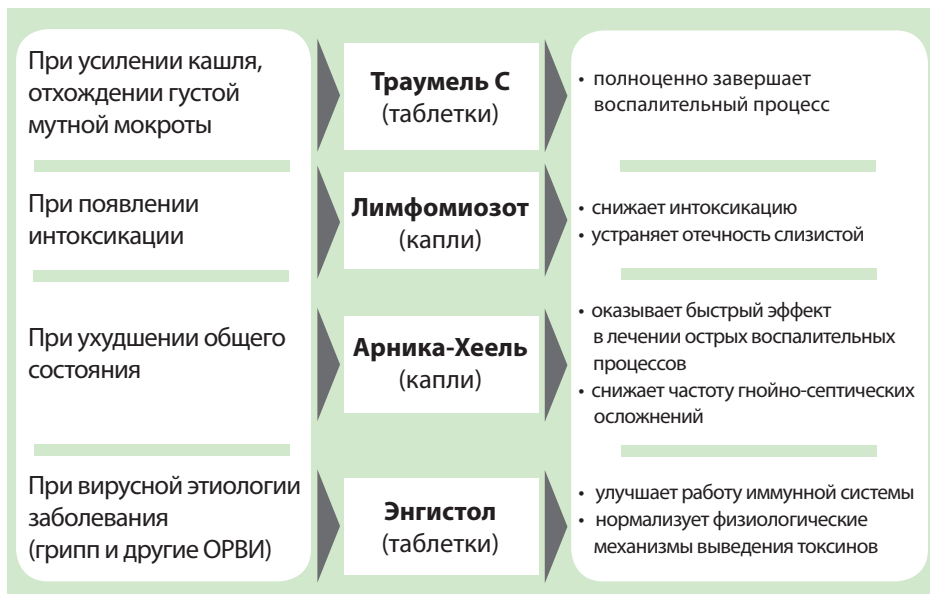 При усилении кашля,
отхождении густой
мутной мокроты
Траумель С
(таблетки)
• полноценно завершает
воспалительный процесс
При появлении
интоксикации
Лимфомиозот
(капли)
• снижает интоксикацию
• устраняет отечность слизистой
При ухудшении общего
состояния
Арника-Хеель
(капли)
• оказывает быстрый эффект
в лечении острых воспалительных
процессов
• снижает частоту гнойно-септических
осложнений
При вирусной этиологии
заболевания
(грипп и другие ОРВИ)
Энгистол
(таблетки)
• улучшает работу иммунной системы
• нормализует физиологические
механизмы выведения токсинов